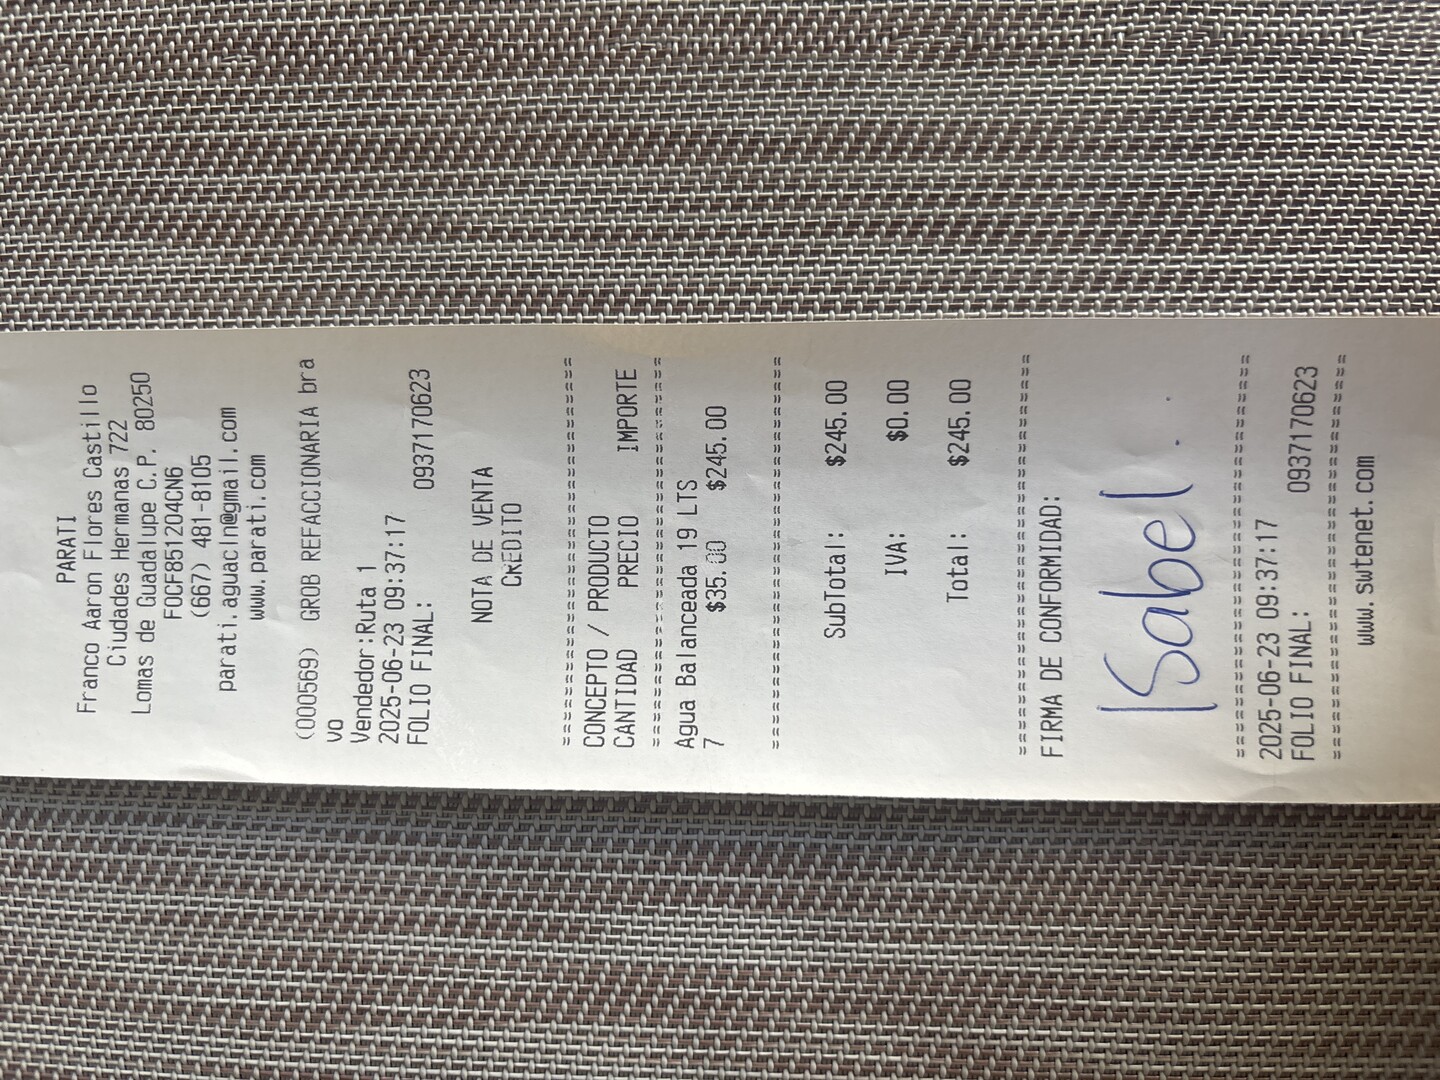 PARATI
Franco Aaron Flores Castillo
Ciudades Hermanas 722
Lomas de Guadalupe C.P. 80250
FOCF851204CN6
(667) 481-8105
parati.aguacln@gmail.com
www.parati.com
(000569) GROB REFACCIONARIA bra
vo
Vendedor:Ruta 1
2025-06-23 09:37:17
FOLIO FINAL: 0937170623
NOTA DE VENTA
CREDITO
==============================
CONCEPTO / PRODUCTO
CANTIDAD PRECIO IMPORTE
==============================
Agua Balanceada 19 LTS
7 $35.00 $245.00
==============================
SubTotal: $245.00
IVA: $0.00
Total: $245.00
==============================
FIRMA DE CONFORMIDAD:
Isabel.
==============================
2025-06-23 09:37:17
FOLIO FINAL: 0937170623
==============================
www.swtenet.com